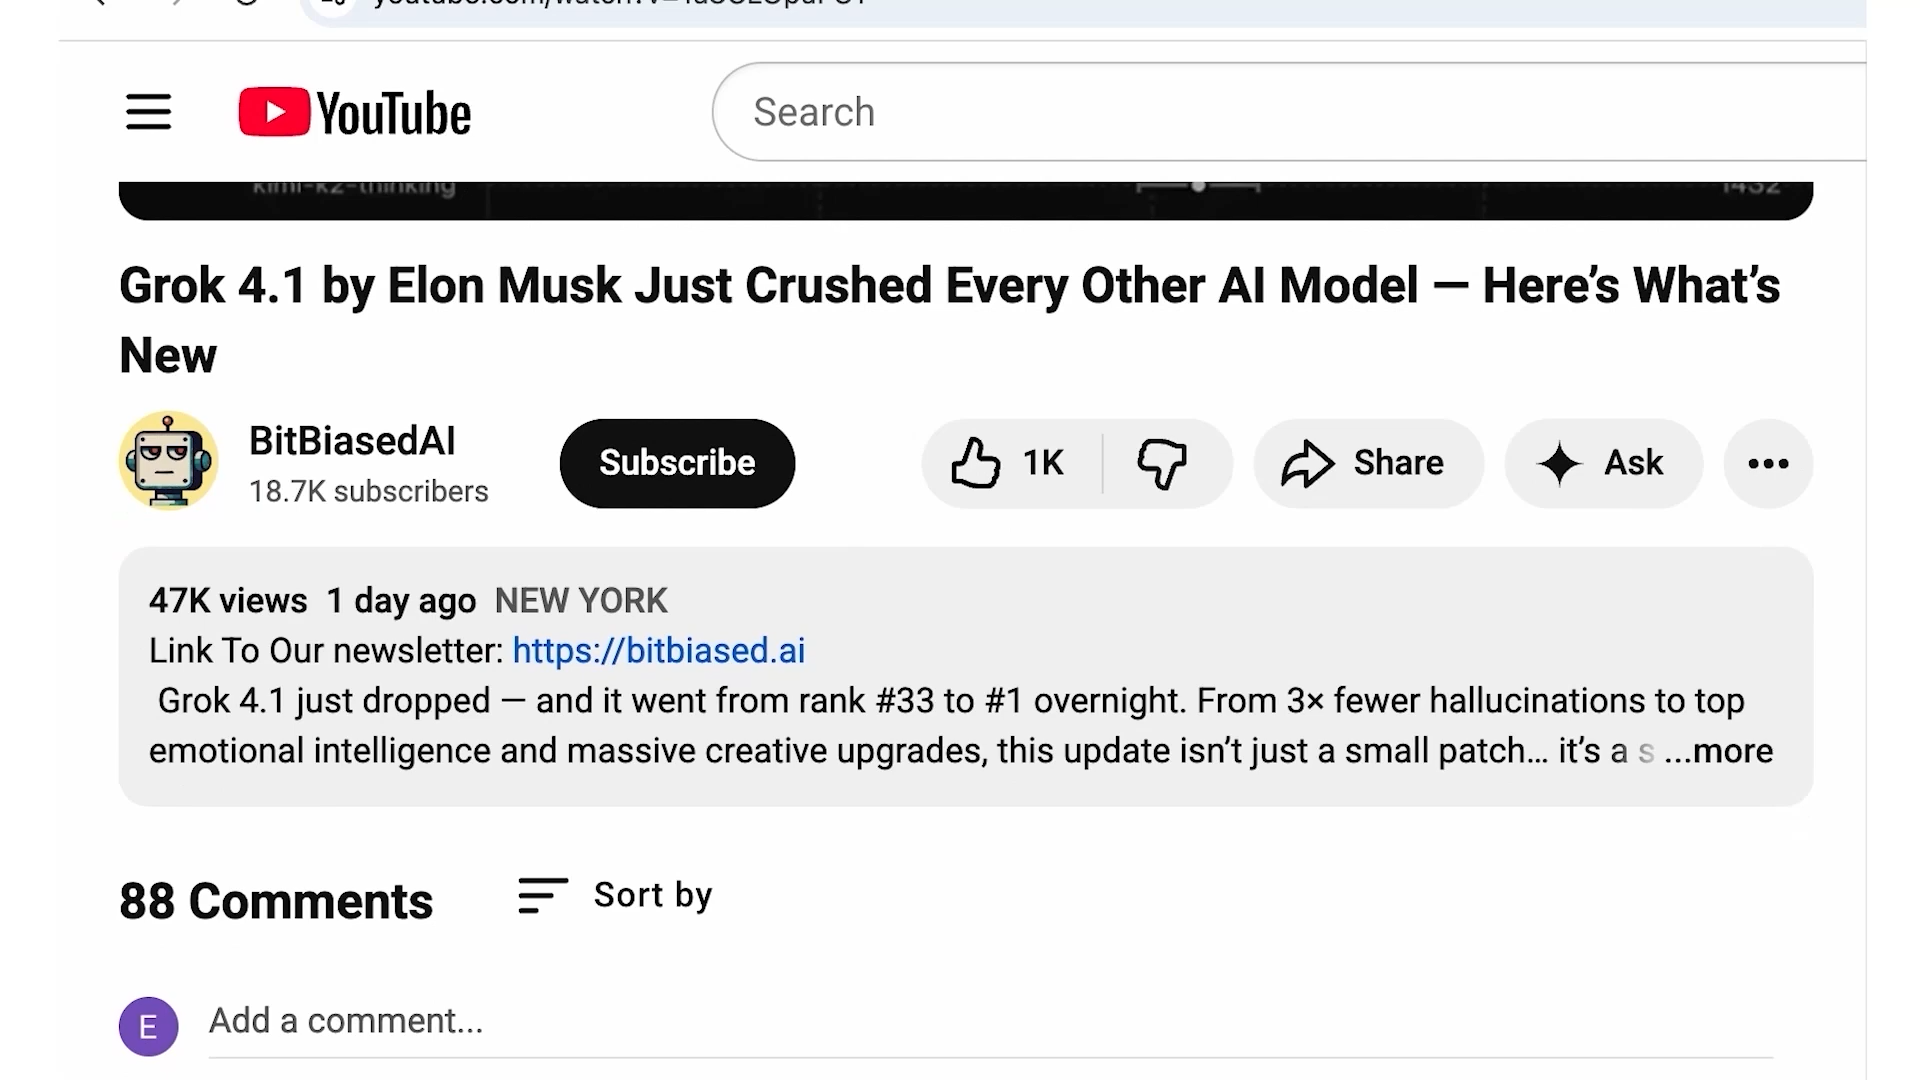 YouTube
Search
kimi-k2-thinking
1432
Grok 4.1 by Elon Musk Just Crushed Every Other AI Model — Here’s What’s
New
BitBiasedAI
18.7K subscribers
Subscribe
1K
Share
Ask
47K views 1 day ago NEW YORK
Link To Our newsletter: https://bitbiased.ai
Grok 4.1 just dropped — and it went from rank #33 to #1 overnight. From 3× fewer hallucinations to top
emotional intelligence and massive creative upgrades, this update isn’t just a small patch… it’s a s ...more
88 Comments
Sort by
E
Add a comment...